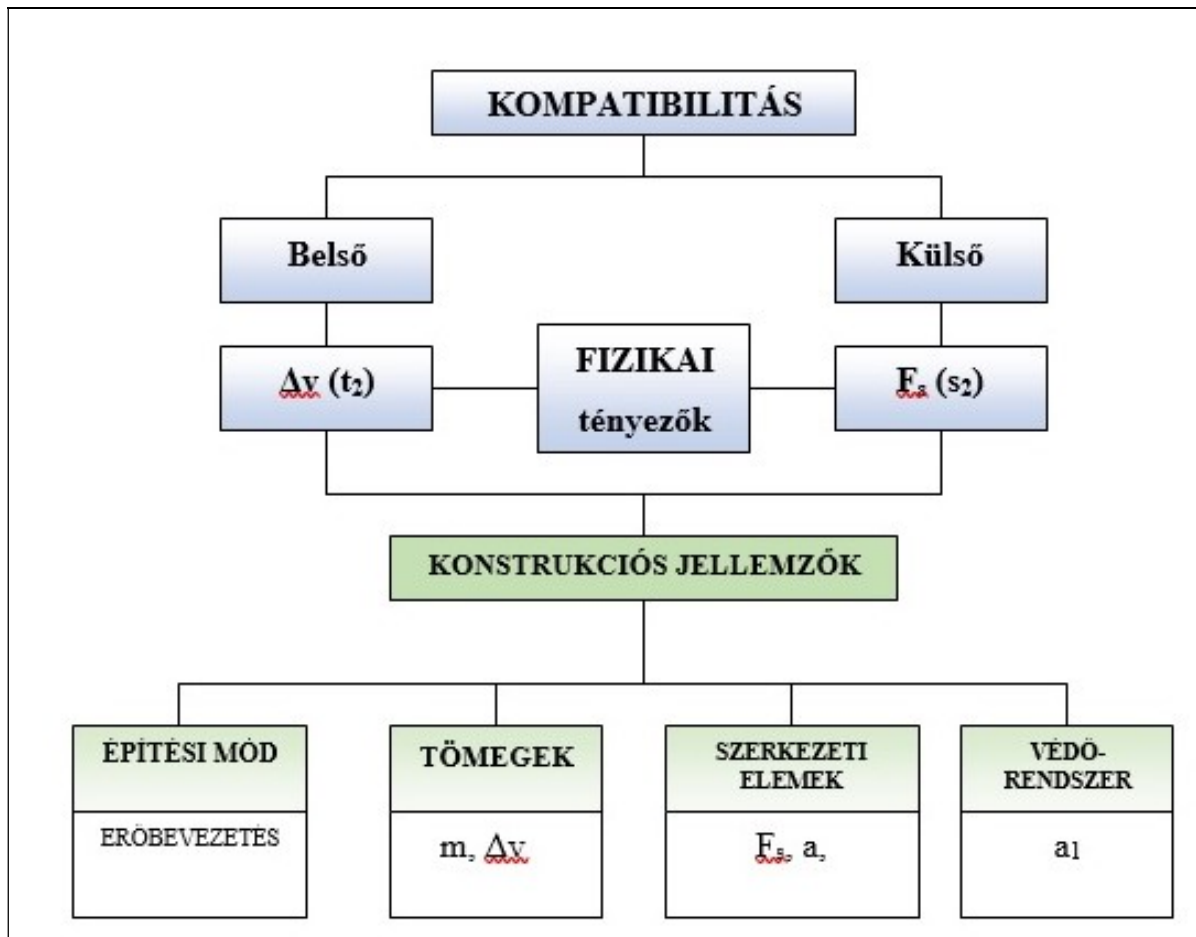 KOMPATIBILITÁS
Belső
Külső
Δv (t₂)
FIZIKAI
tényezők
Fₛ (s₂)
KONSTRUKCIÓS JELLEMZŐK
ÉPÍTÉSI MÓD
ERŐBEVEZETÉS
TÖMEGEK
m, Δv
SZERKEZETI
ELEMEK
Fₛ, a,
VÉDŐ-
RENDSZER
a₁